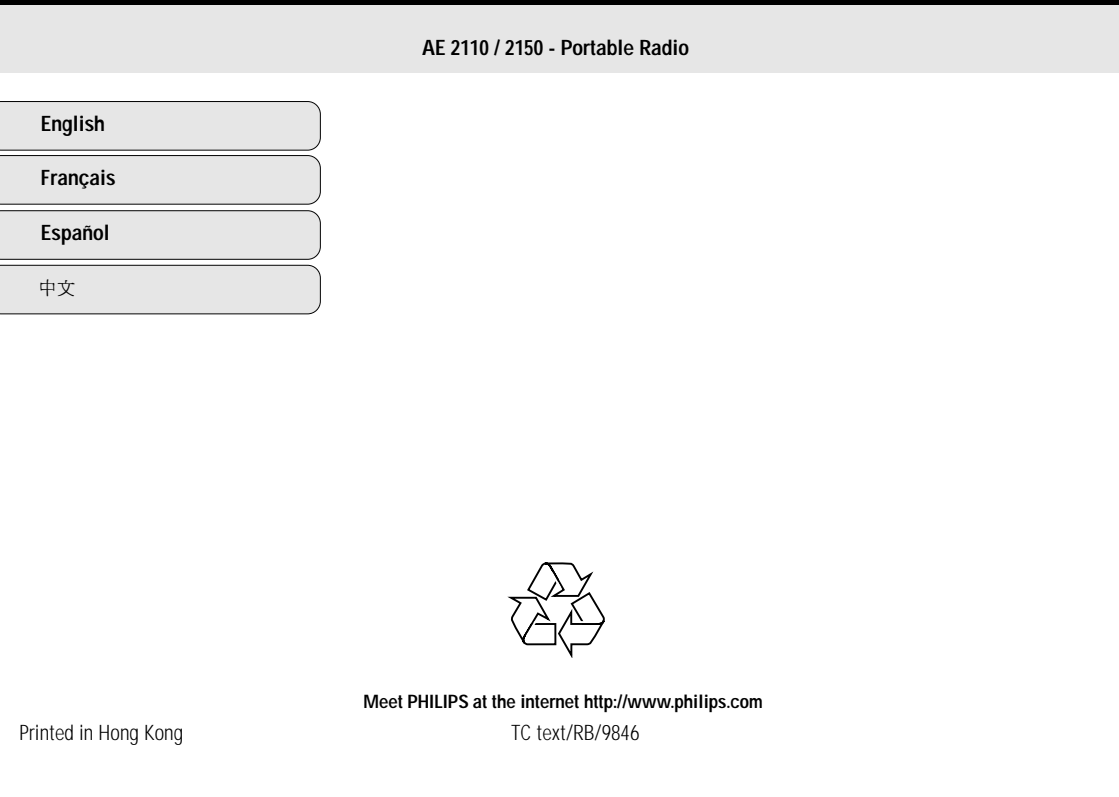 AE 2110 / 2150 - Portable Radio
English
Français
Español
中文
Meet PHILIPS at the internet http://www.philips.com
Printed in Hong Kong
TC text/RB/9846